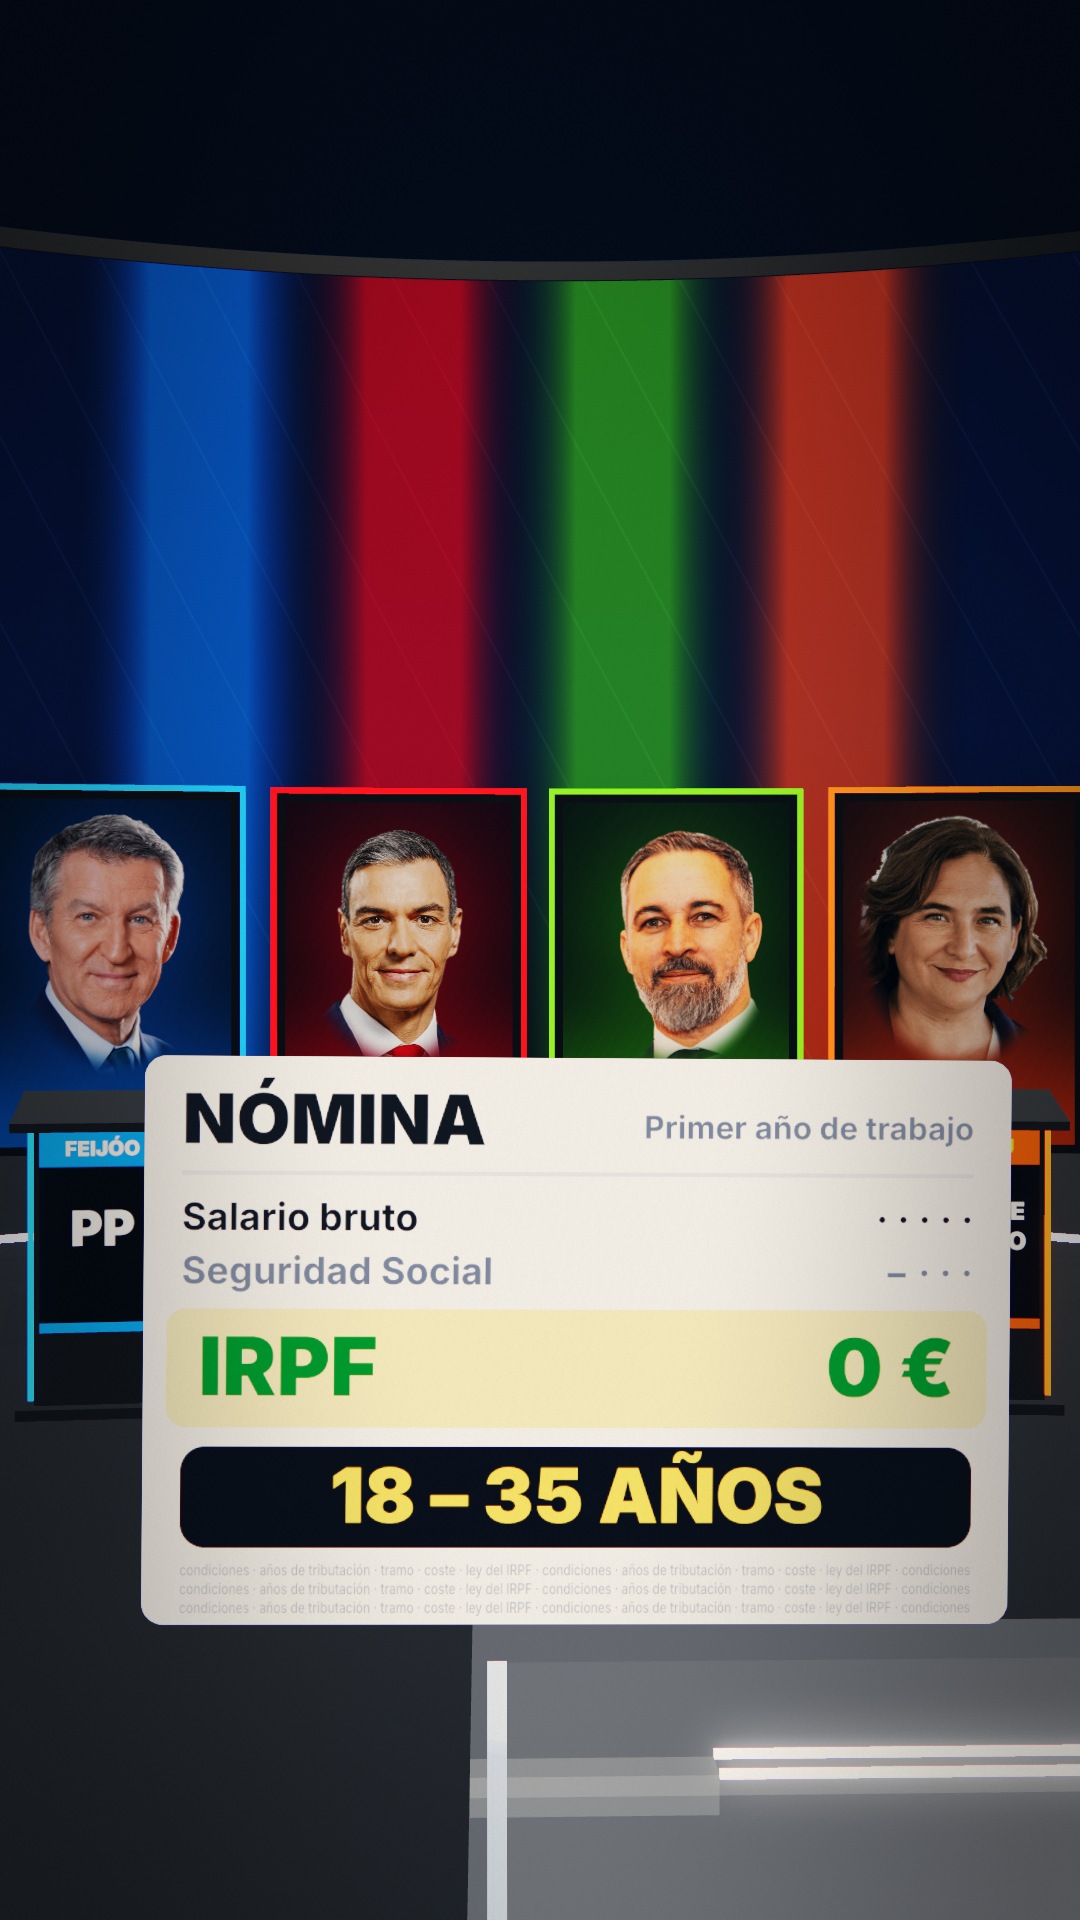 FEIJÓO
PP
NÓMINA
Primer año de trabajo
Salario bruto
· · · · ·
Seguridad Social
– · · ·
IRPF
0 €
18 – 35 AÑOS
condiciones · años de tributación · tramo · coste · ley del IRPF · condiciones · años de tributación · tramo · coste · ley del IRPF · condiciones
condiciones · años de tributación · tramo · coste · ley del IRPF · condiciones · años de tributación · tramo · coste · ley del IRPF · condiciones
condiciones · años de tributación · tramo · coste · ley del IRPF · condiciones · años de tributación · tramo · coste · ley del IRPF · condiciones